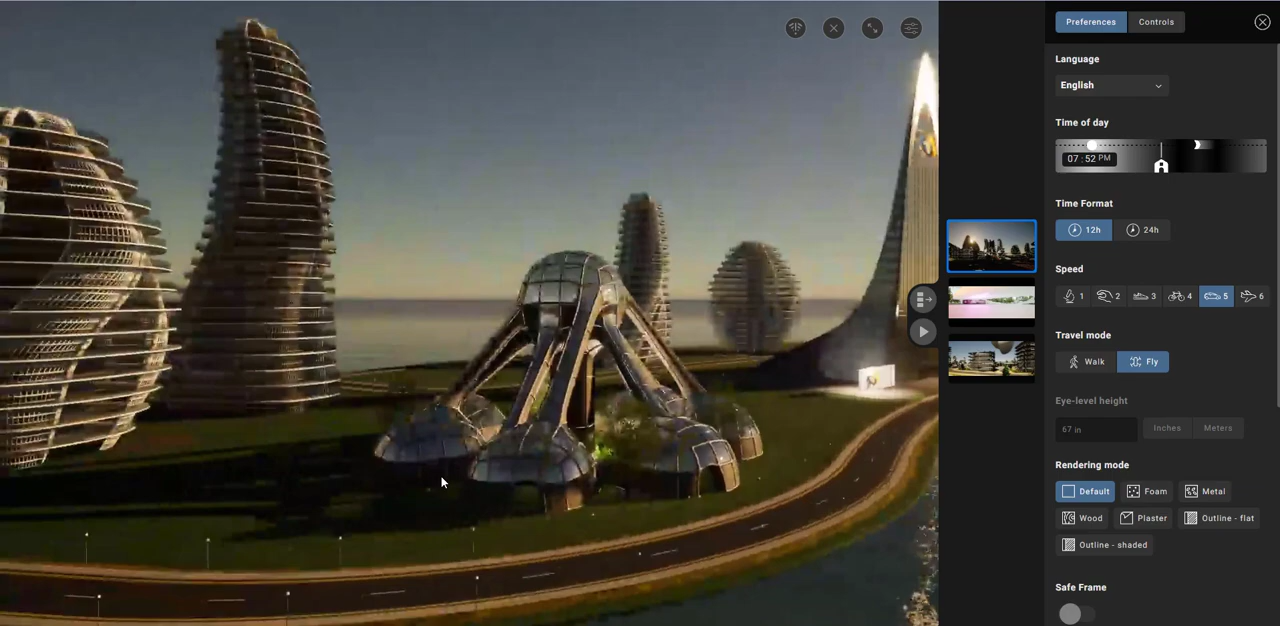 Preferences
Controls
Language
English
Time of day
07 : 52 PM
Time Format
12h
24h
Speed
1
2
3
4
5
6
Travel mode
Walk
Fly
Eye-level height
67 in
Inches
Meters
Rendering mode
Default
Foam
Metal
Wood
Plaster
Outline - flat
Outline - shaded
Safe Frame